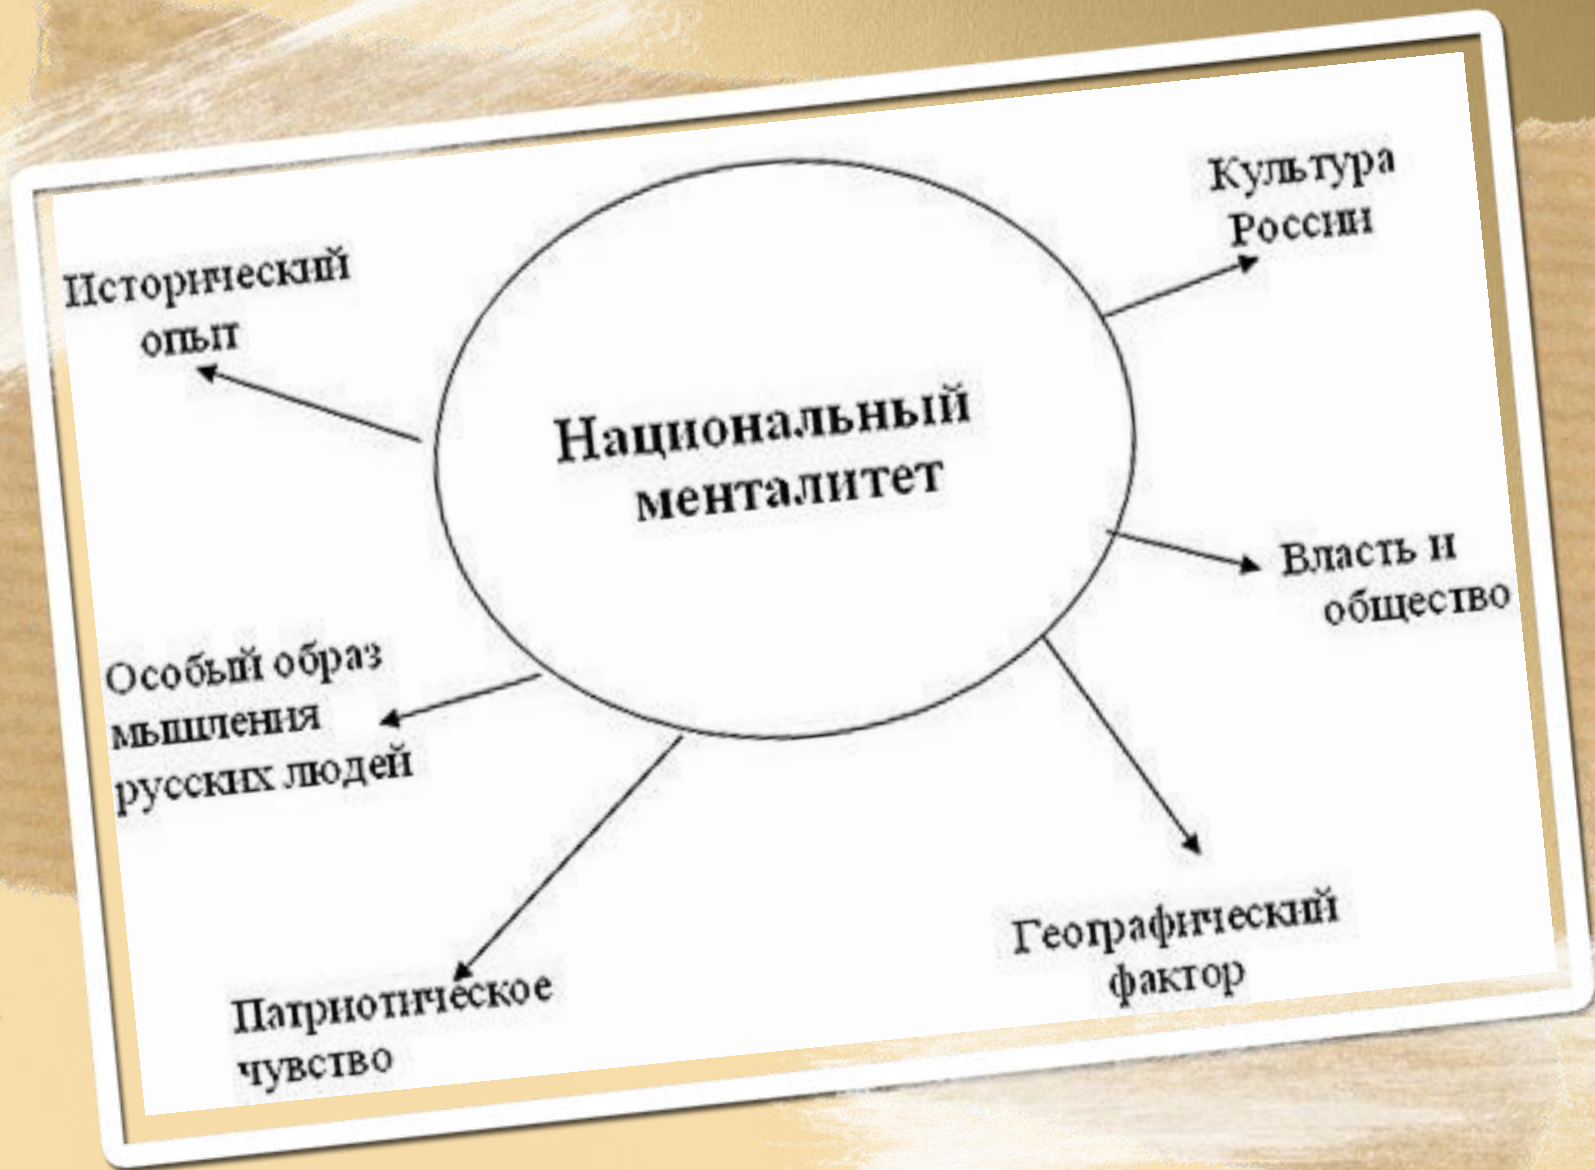 Культура
России
Исторический
опыт
Национальный
менталитет
Власть и
общество
Особый образ
мышления
русских людей
Географический
фактор
Патриотическое
чувство